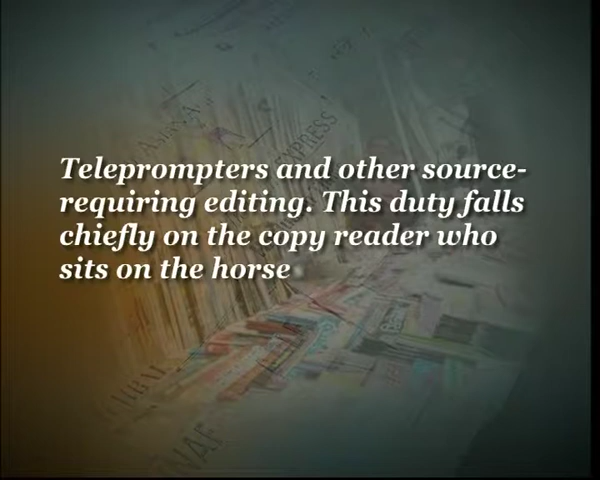 Teleprompters and other source-
requiring editing. This duty falls
chiefly on the copy reader who
sits on the horse
EXPRESS